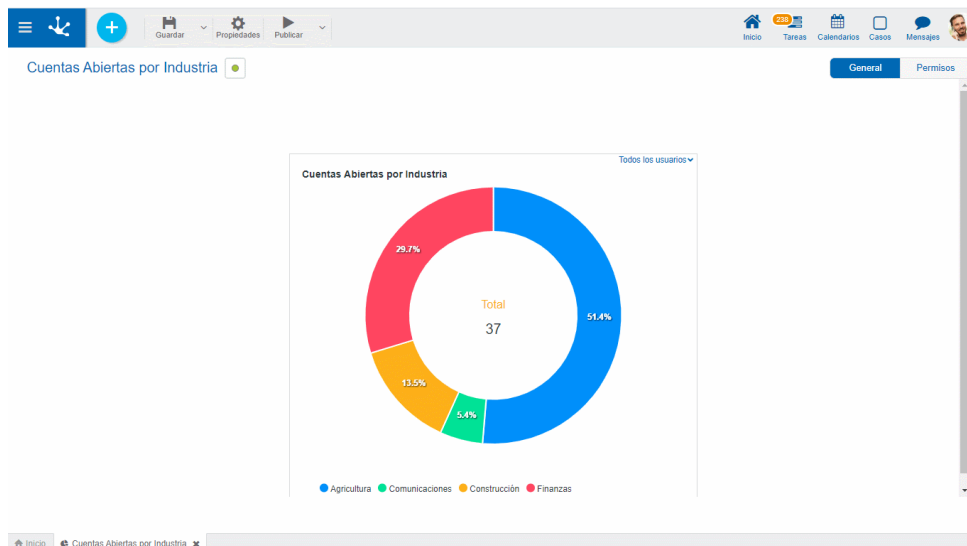 Guardar
Propiedades
Publicar
Inicio
238
Tareas
Calendarios
Casos
Mensajes
Cuentas Abiertas por Industria
General
Permisos
Todos los usuarios
Cuentas Abiertas por Industria
29.7%
51.4%
13.5%
5.4%
Total
37
Agricultura Comunicaciones Construcción Finanzas
Inicio
Cuentas Abiertas por Industria